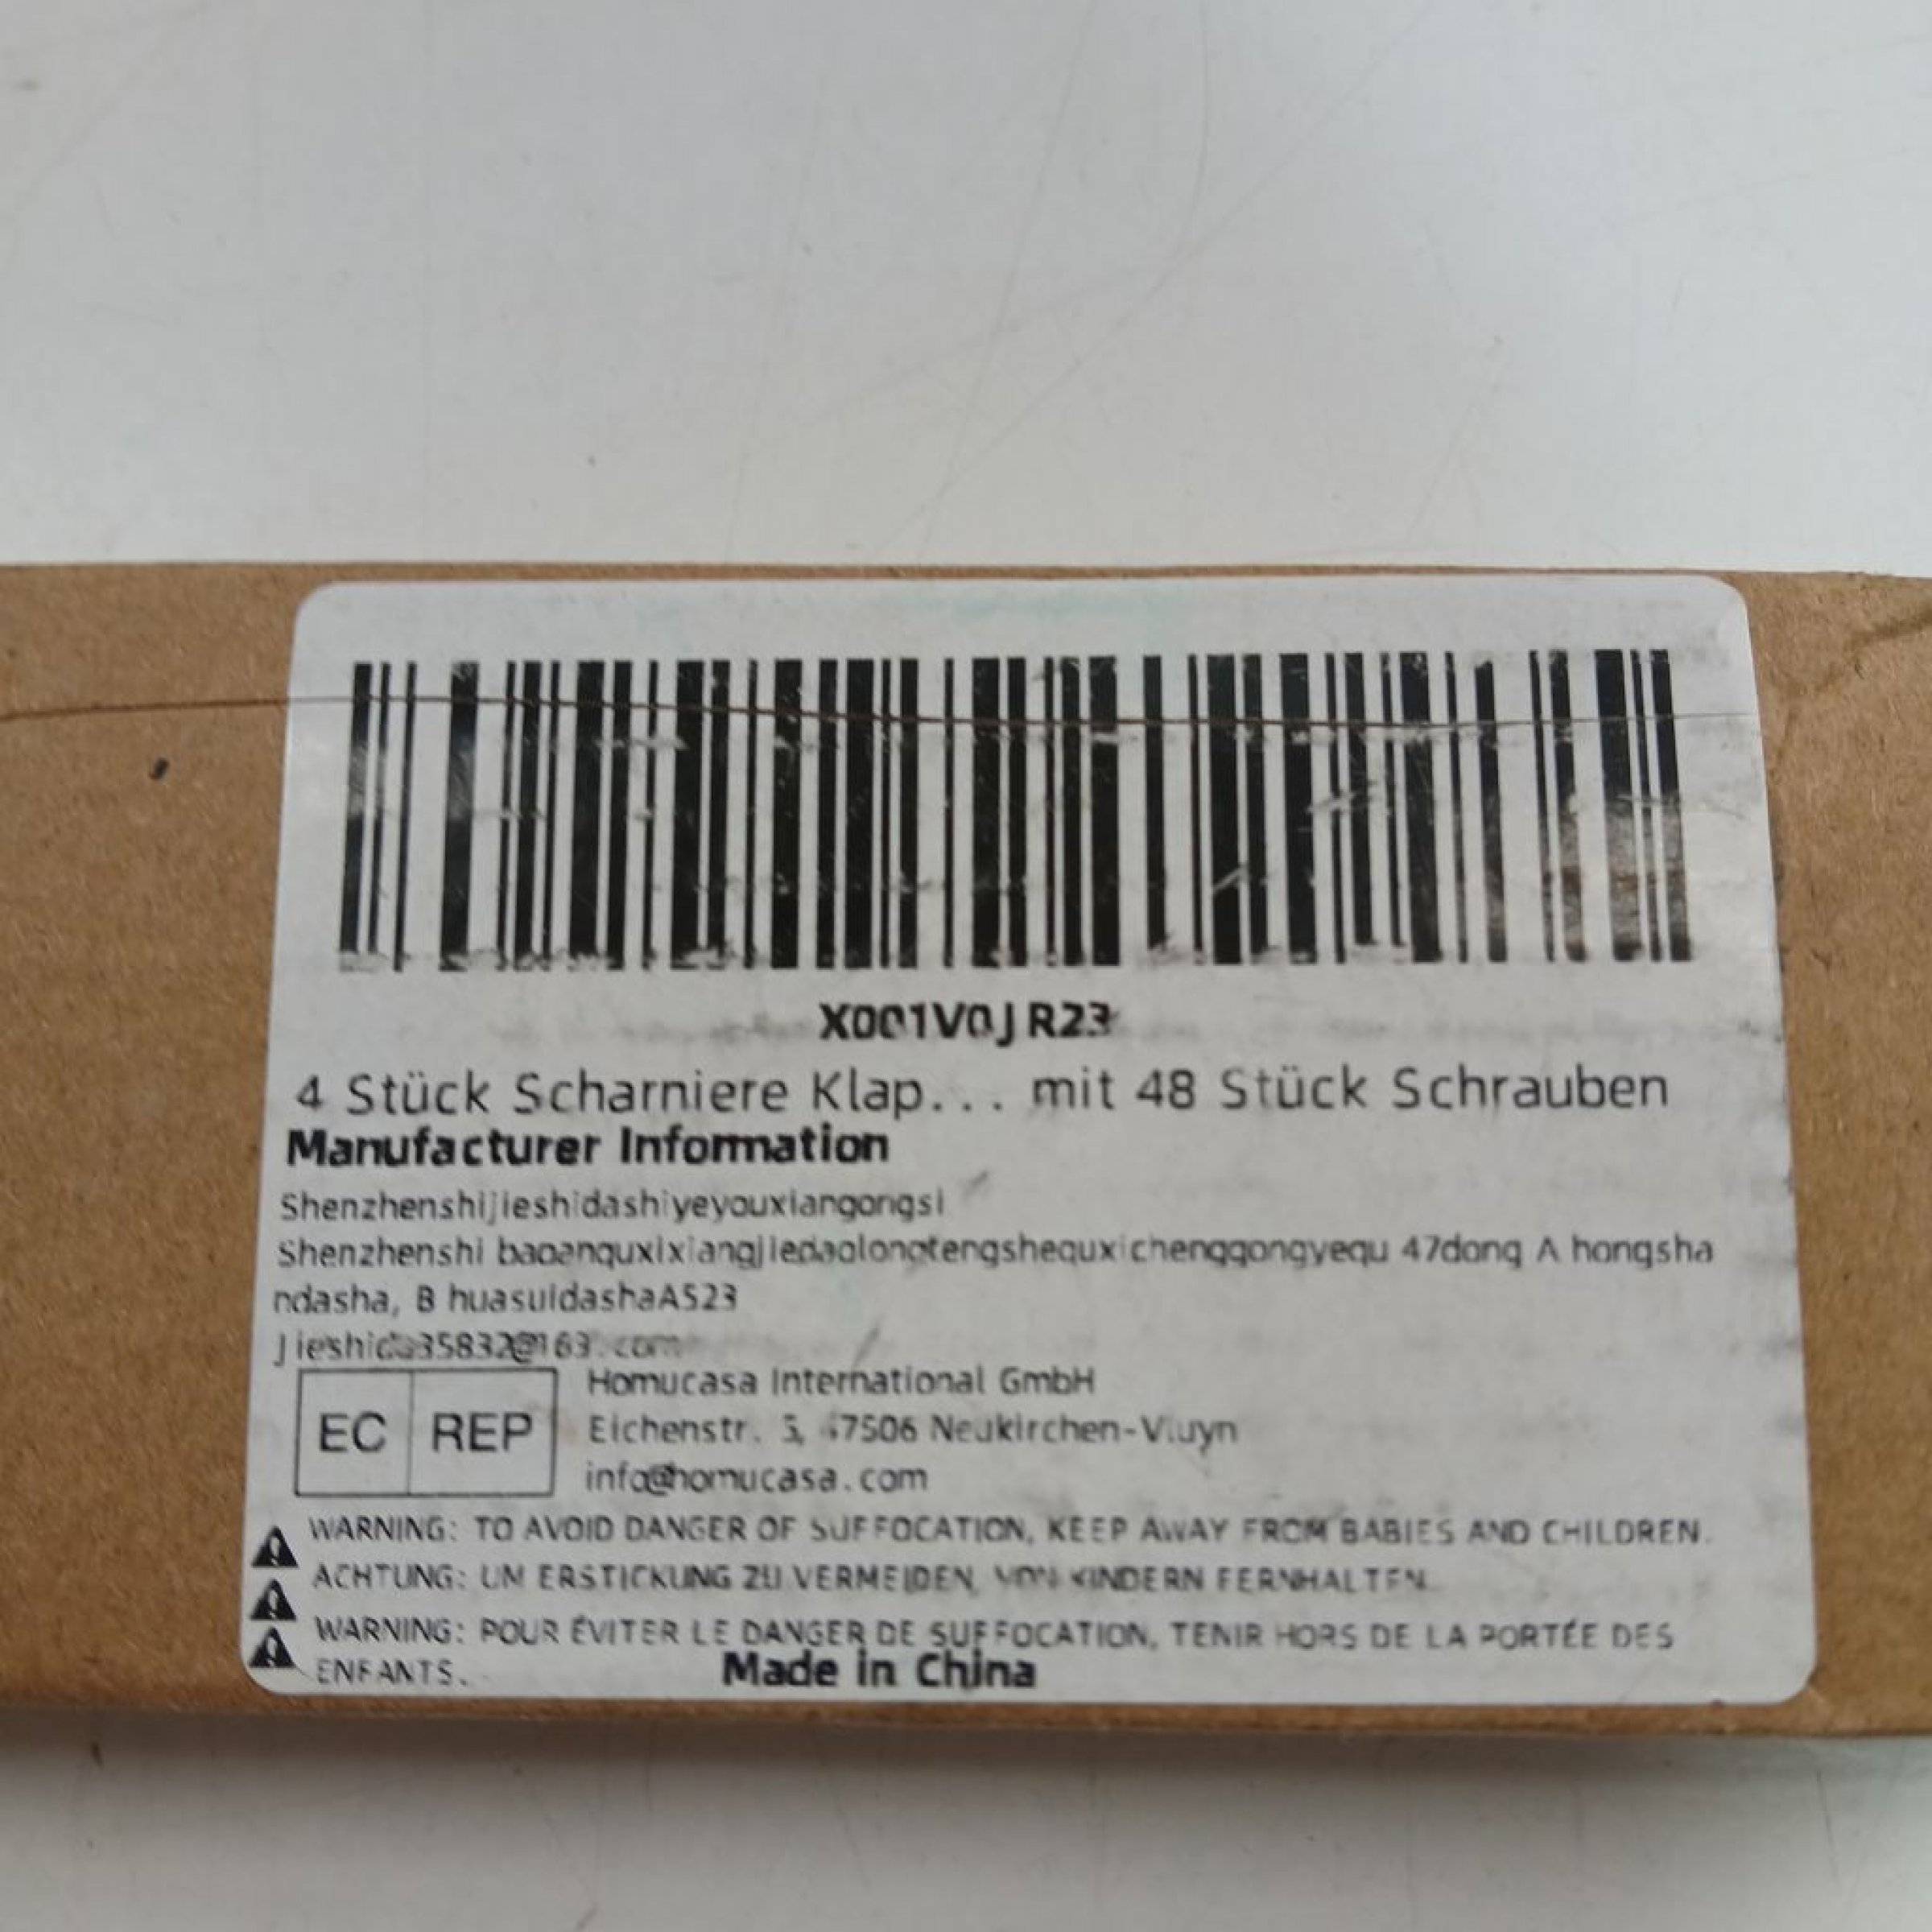 X001V0JR23
4 Stück Scharniere Klap... mit 48 Stück Schrauben
Manufacturer Information
Shenzhenshijieshidashiyeyouxiangongsi
Shenzhenshi baoanquxixiangjiedaolongtengshequxichenggongyequ 47dong A hongsha
ndasha, B huasuidashaA523
Jieshida35832@163.com
EC REP
Homucasa International GmbH
Eichenstr. 47506 Neukirchen-Vluyn
info@homucasa.com
WARNING: TO AVOID DANGER OF SUFFOCATION, KEEP AWAY FROM BABIES AND CHILDREN.
ACHTUNG: UM ERSTICKUNG ZU VERMEIDEN, VON KINDERN FERNHALTEN.
WARNING: POUR ÉVITER LE DANGER DE SUFFOCATION, TENIR HORS DE LA PORTÉE DES
ENFANTS.
Made in China